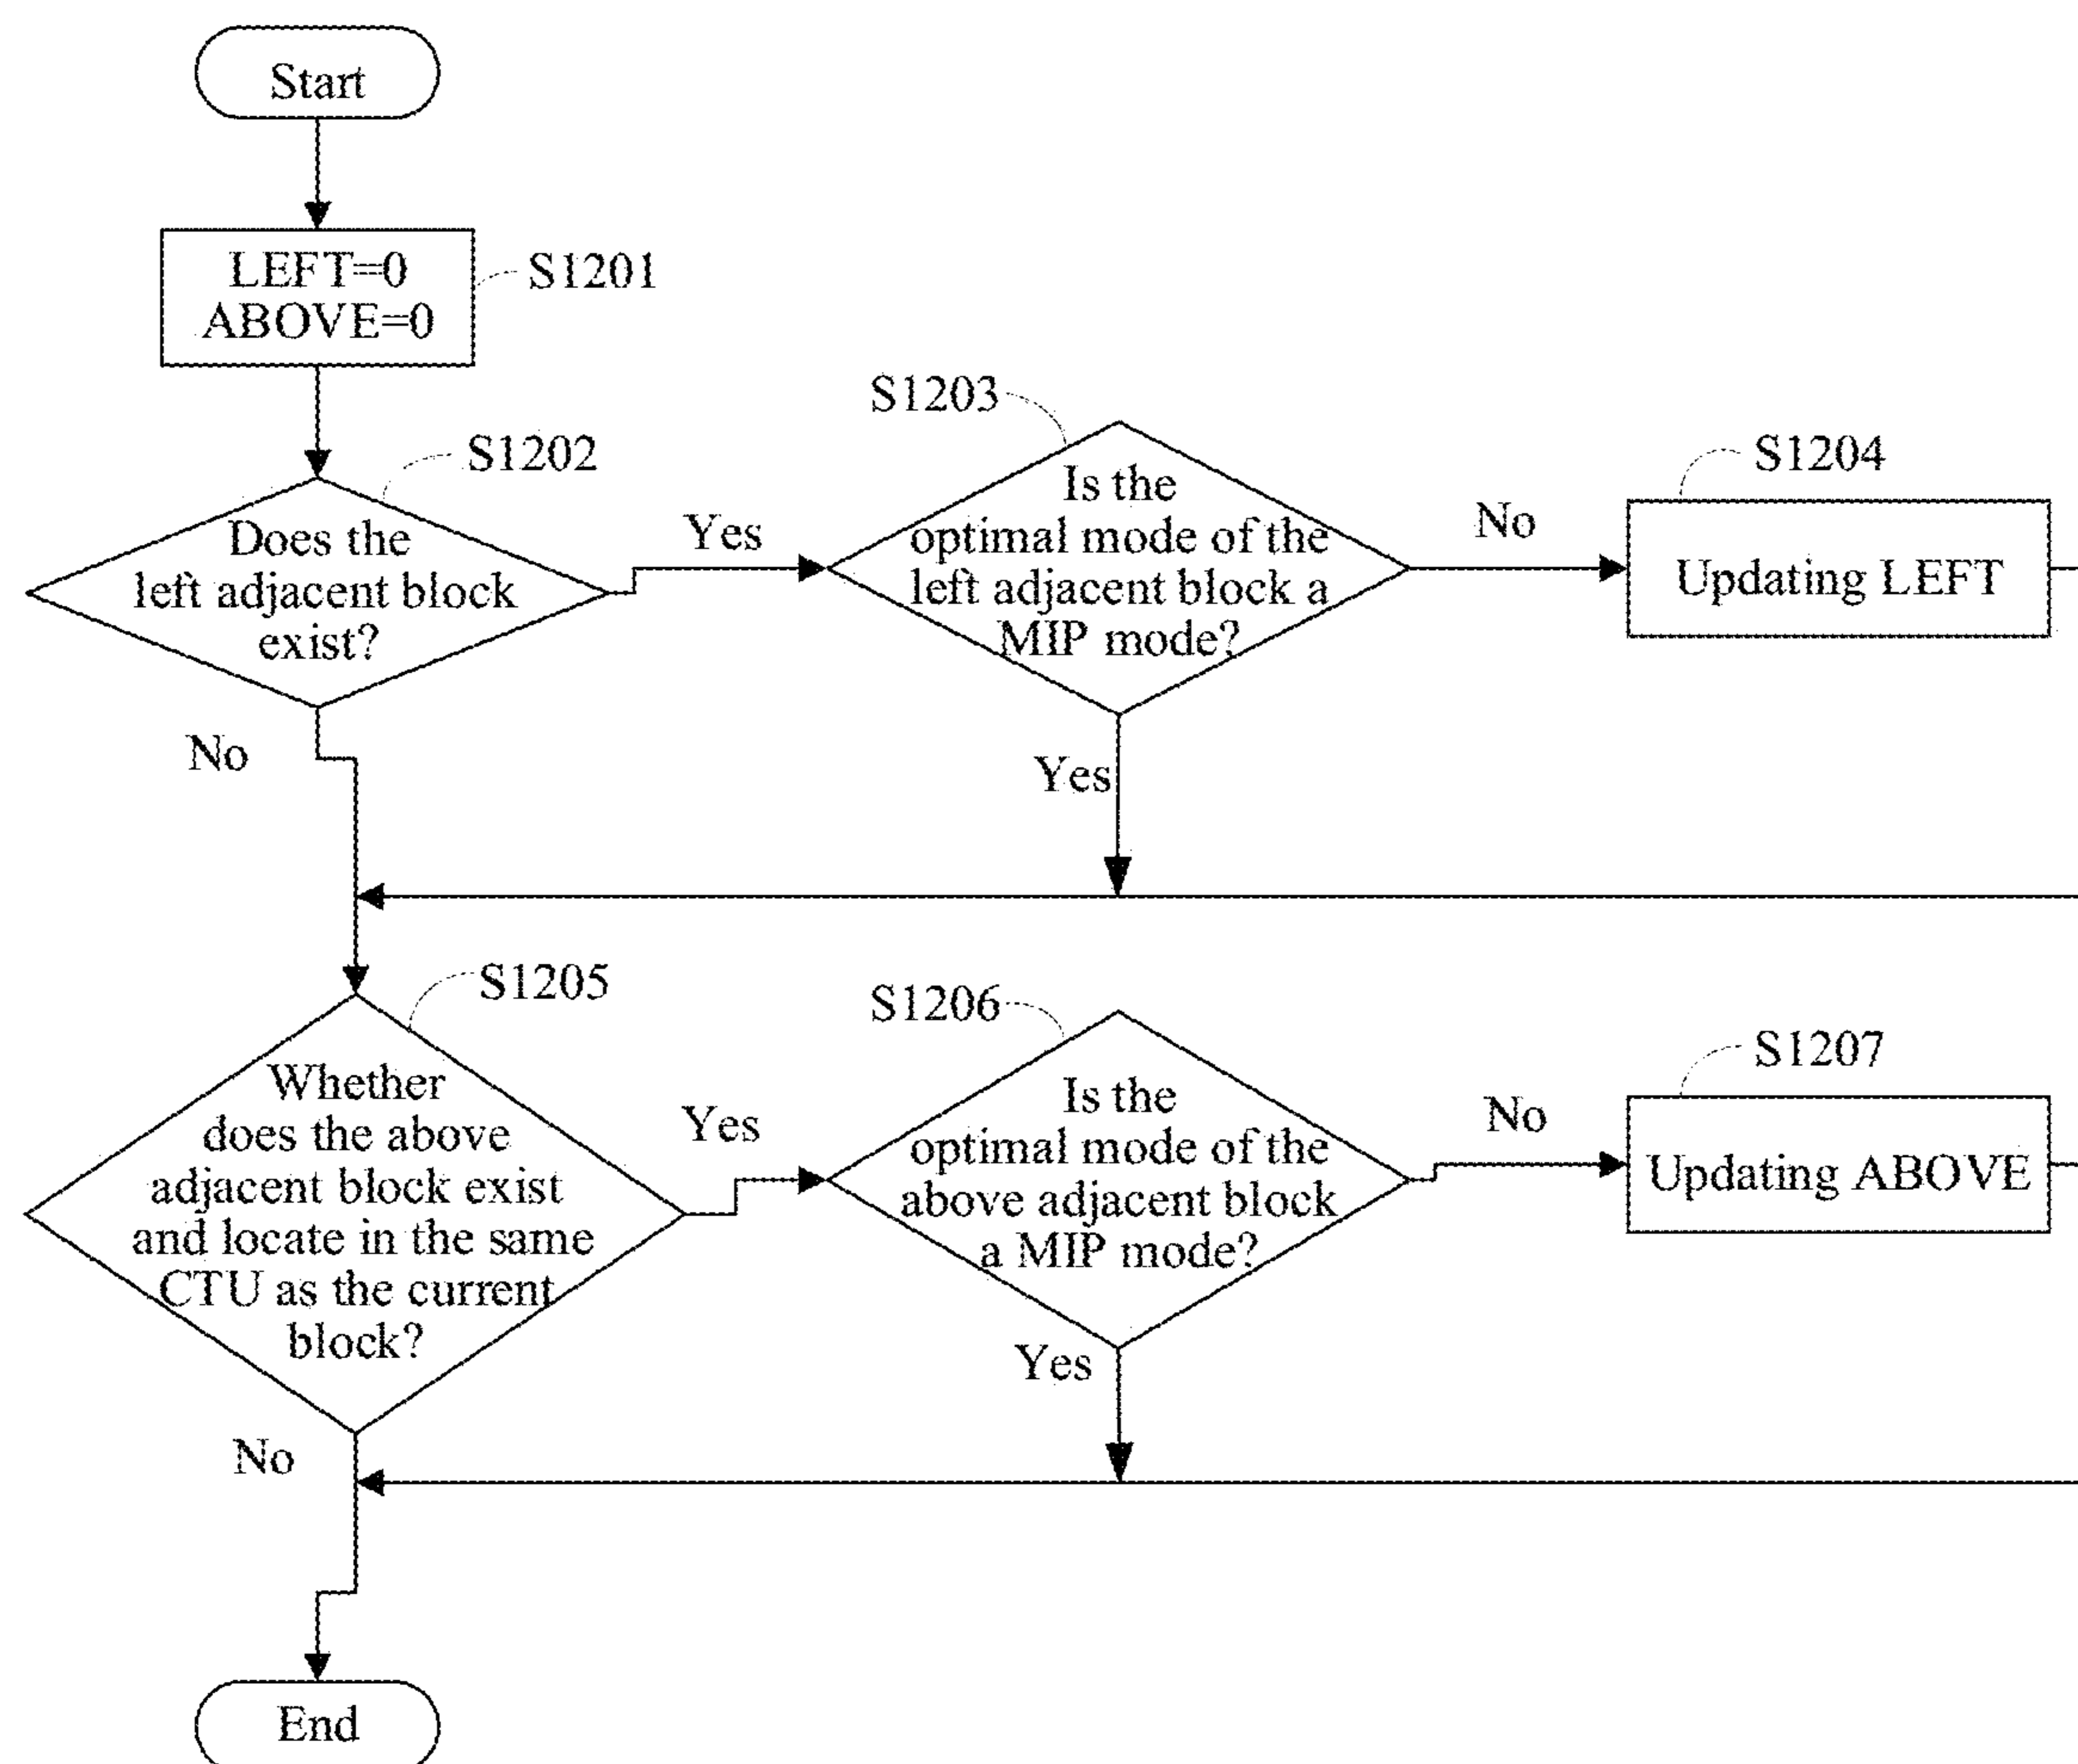 Start
LEFT=0
ABOVE=0
S1201
S1202
Does the
left adjacent block
exist?
Yes
No
S1203
Is the
optimal mode of the
left adjacent block a
MIP mode?
No
Yes
S1204
Updating LEFT
S1205
Whether
does the above
adjacent block exist
and locate in the same
CTU as the current
block?
Yes
No
S1206
Is the
optimal mode of the
above adjacent block
a MIP mode?
No
Yes
S1207
Updating ABOVE
End